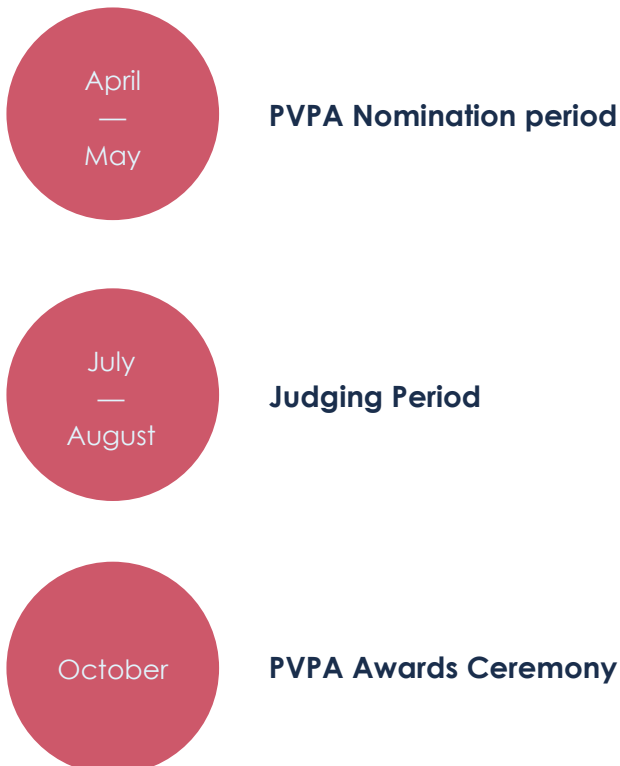 April
—
May
PVPA Nomination period
July
—
August
Judging Period
October
PVPA Awards Ceremony